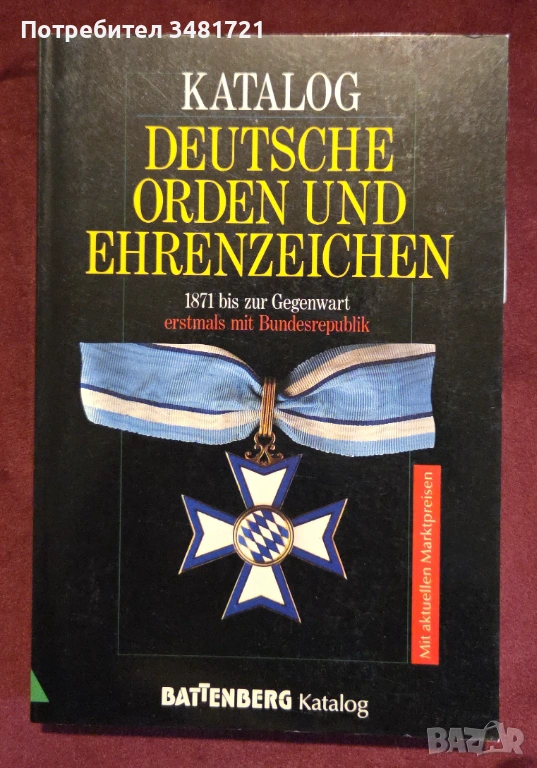 Потребител 3481721
KATALOG
DEUTSCHE
ORDEN UND
EHRENZEICHEN
1871 bis zur Gegenwart
erstmals mit Bundesrepublik
Mit aktuellen Marktpreisen
BATTENBERG Katalog
BAZAR